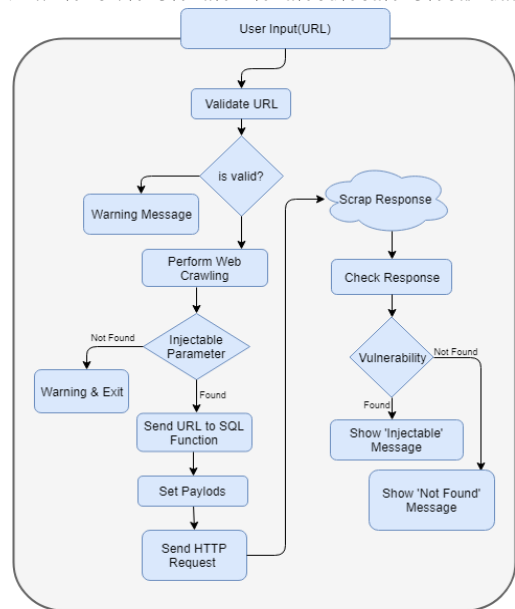 User Input(URL)
Validate URL
is valid?
Warning Message
Perform Web
Crawling
Injectable
Parameter
Not Found
Warning & Exit
Found
Send URL to SQL
Function
Set Paylods
Send HTTP
Request
Scrap Response
Check Response
Vulnerability
Not Found
Found
Show 'Injectable'
Message
Show 'Not Found'
Message